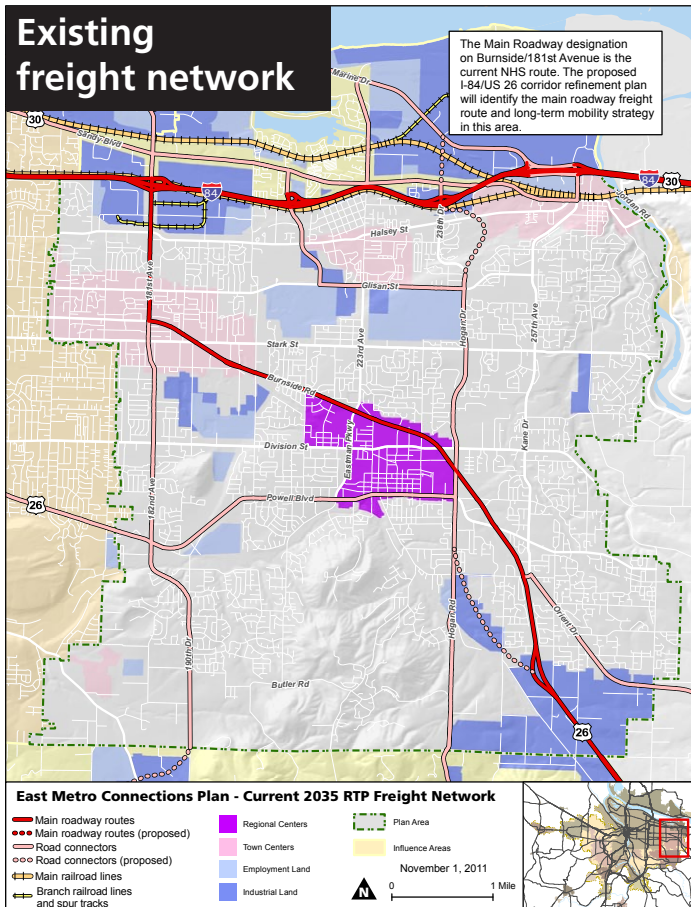 Existing
freight network
The Main Roadway designation
on Burnside/181st Avenue is the
current NHS route. The proposed
I-84/US 26 corridor refinement plan
will identify the main roadway freight
route and long-term mobility strategy
in this area.
Marine Dr
30
Sandy Blvd
84
84
30
Jordan Rd
238th Dr
Halsey St
181st Ave
Glisan St
Hogan Dr
257th Ave
223rd Ave
Stark St
Burnside Rd
Kane Dr
Division St
Eastman Pkwy
Powell Blvd
26
182nd Ave
Hogan Rd
Orient Dr
190th Dr
Butler Rd
26
East Metro Connections Plan - Current 2035 RTP Freight Network
Main roadway routes
Main roadway routes (proposed)
Road connectors
Road connectors (proposed)
Main railroad lines
Branch railroad lines
and spur tracks
Regional Centers
Town Centers
Employment Land
Industrial Land
Plan Area
Influence Areas
November 1, 2011
N
0
1 Mile